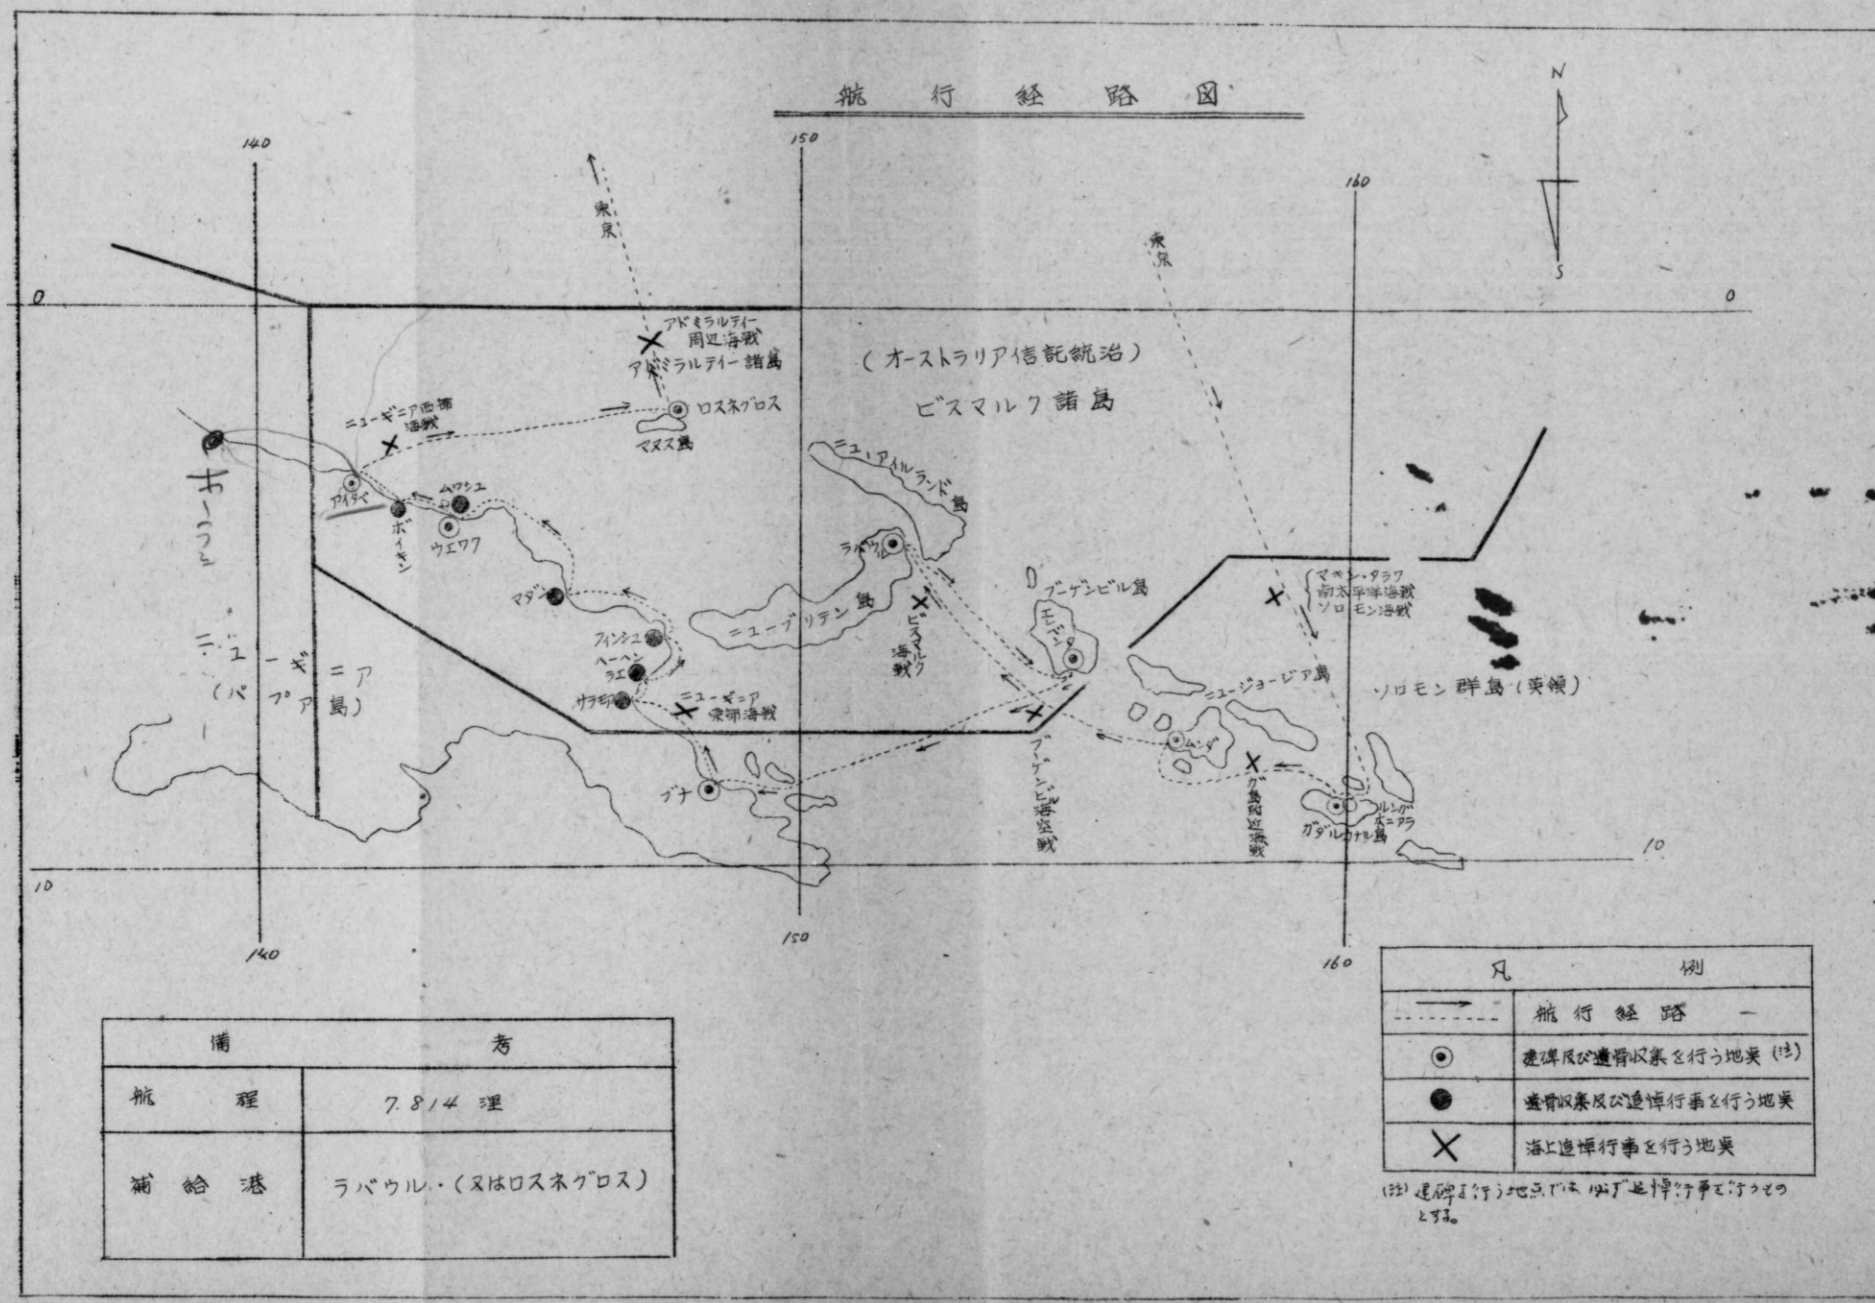 航行経路図
N
S
140
150
160
0
0
東京
東京
アドミラルティー
周辺海戦
アドミラルティー諸島
(オーストラリア信託統治)
ビスマルク諸島
ニューギニア西部
海戦
ロスネグロス
マヌス島
アイタペ
ムッシュ
ボイキン
ウエワク
ニューアイルランド島
ラバウル
マダン
ニューブリテン島
ビスマルク
海戦
ブーゲンビル島
マキン・タラワ
南太平洋海戦
ソロモン海戦
フィンシュ
ハーヘン
ラエ
サラモア
ニューギニア
東部海戦
ニューギニア
(パプア島)
ニュージョージア島
ソロモン群島(英領)
ムンダ
ブナ
ブーゲンビル海空戦
ガ島附近海戦
ルンガ
ホニアラ
ガダルカナル島
10
10
140
150
160
備考
航程
7.814 浬
補給港
ラバウル・(又はロスネグロス)
凡例
航行経路
建碑及び遺骨収集を行う地点(注)
遺骨収集及び追悼行事を行う地点
海上追悼行事を行う地点
(注) 建碑を行う地点では必ず追悼行事を行うもの
とする。